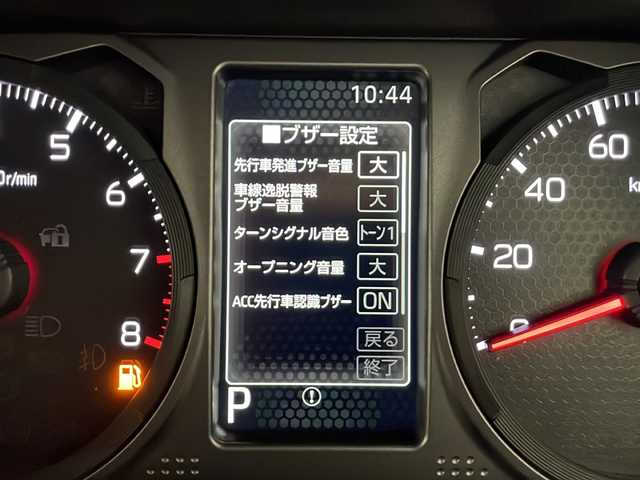 10:44
■ブザー設定
先行車発進ブザー音量 大
車線逸脱警報
ブザー音量 大
ターンシグナル音色 トーン1
オープニング音量 大
ACC先行車認識ブザー ON
戻る
終了
P
5
6
7
8
r/min
0
20
40
60